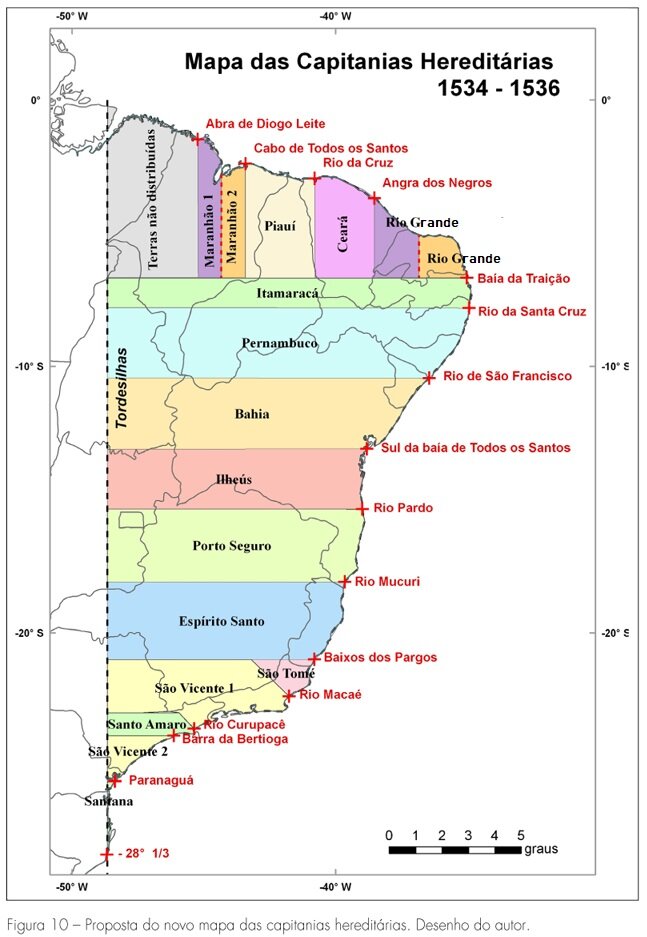 -50° W
-40° W
Mapa das Capitanias Hereditárias
1534 - 1536
0°
0°
Abra de Diogo Leite
Cabo de Todos os Santos
Rio da Cruz
Angra dos Negros
Terras não distribuídas
Maranhão 1
Maranhão 2
Piauí
Ceará
Rio Grande
Rio Grande
Baía da Traição
Itamaracá
Rio da Santa Cruz
Pernambuco
-10° S
-10° S
Rio de São Francisco
Tordesilhas
Bahia
Sul da baía de Todos os Santos
Ilheús
Rio Pardo
Porto Seguro
Rio Mucuri
Espírito Santo
-20° S
-20° S
Baixos dos Pargos
São Tomé
São Vicente 1
Rio Macaé
Santo Amaro
Rio Curupacê
Barra da Bertioga
São Vicente 2
Paranaguá
Santana
- 28° 1/3
0 1 2 3 4 5
graus
-50° W
-40° W
Figura 10 – Proposta do novo mapa das capitanias hereditárias. Desenho do autor.